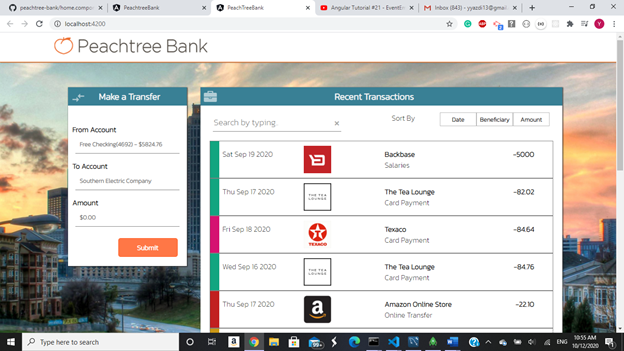 peachtree-bank/home.compo
PeachTreeBank
PeachTreeBank
Angular Tutorial #21 - EventEm
Inbox (843) - yyazdi13@gmail
localhost:4200
Y
Peachtree Bank
Make a Transfer
Recent Transactions
From Account
Free Checking(4692) – $5824.76
To Account
Southern Electric Company
Amount
$0.00
Submit
Search by typing..
×
Sort By
Date
Beneficiary
Amount
Sat Sep 19 2020
Backbase
-5000
Salaries
Thu Sep 17 2020
THE TEA LOUNGE
The Tea Lounge
-82.02
Card Payment
Fri Sep 18 2020
TEXACO
Texaco
-84.64
Card Payment
Wed Sep 16 2020
THE TEA LOUNGE
The Tea Lounge
-84.76
Card Payment
Thu Sep 17 2020
a
Amazon Online Store
-22.10
Online Transfer
Type here to search
99+
ENG
10:55 AM
10/12/2020